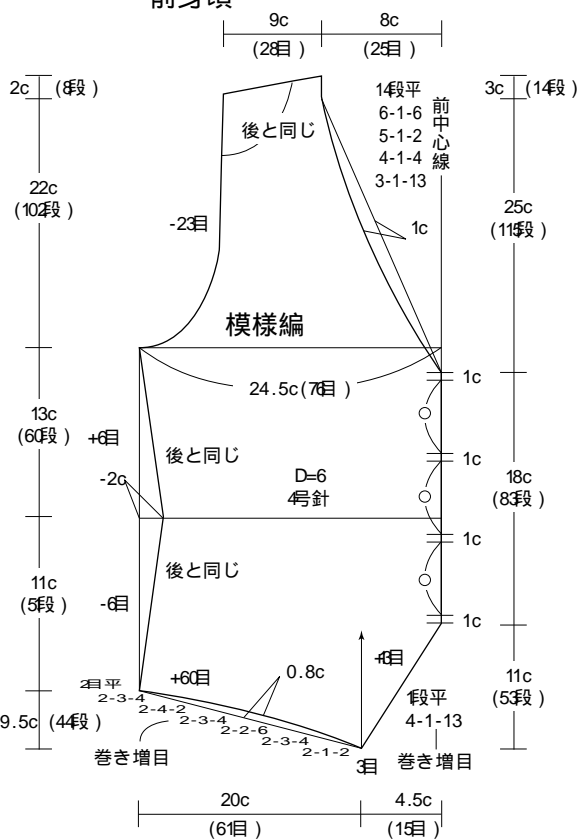 前身頃
9c
(28目)
8c
(25目)
2c (8段)
3c (14段)
14段平
6-1-6
5-1-2
4-1-4
3-1-13
前中心線
後と同じ
22c
(102段)
-23目
1c
25c
(115段)
模様編
24.5c (76目)
1c
13c
(60段)
+6目
後と同じ
-2c
D=6
4号針
1c
18c
(83段)
1c
後と同じ
11c
(51段)
-6目
1c
+60目
0.8c
2目平
2-3-4
2-4-2
2-3-4
2-2-6
2-3-4
2-1-2
9.5c (44段)
巻き増目
3目
1段平
4-1-13
巻き増目
11c
(53段)
20c
(61目)
4.5c
(15目)